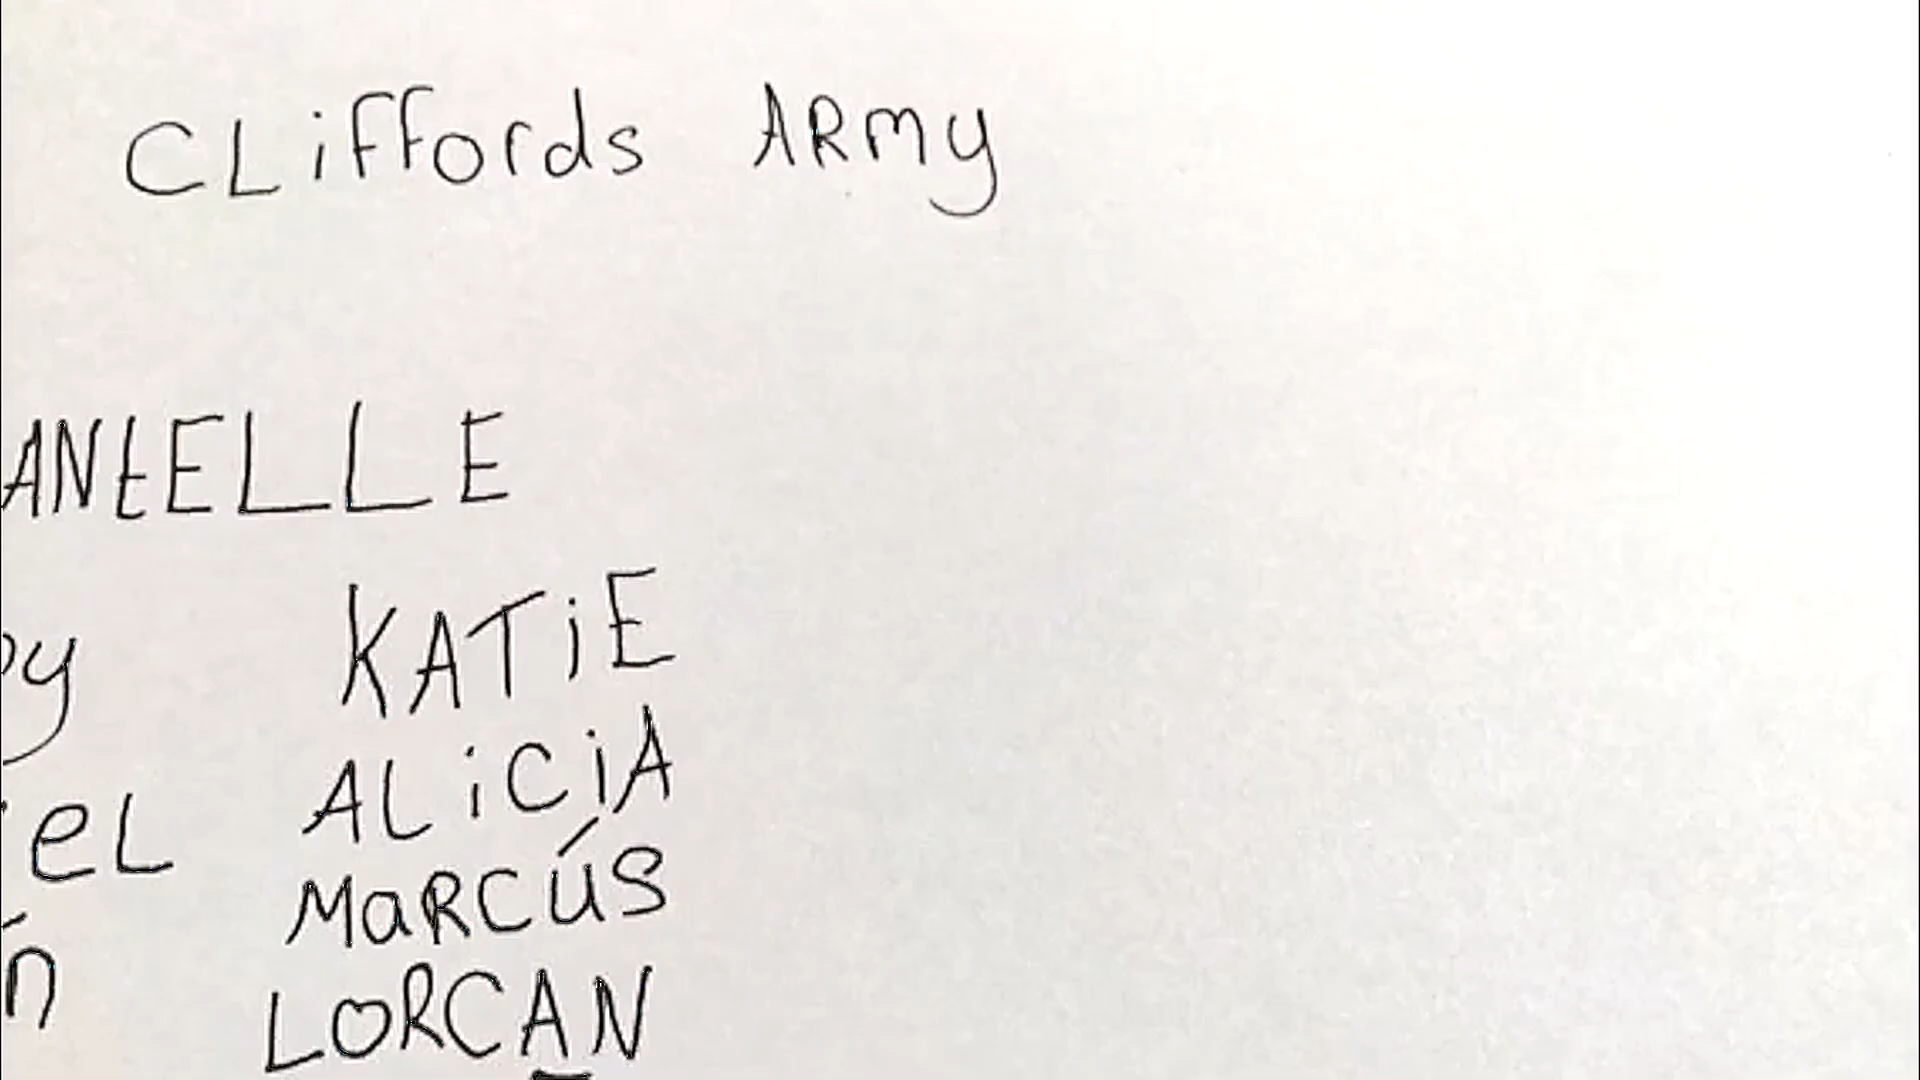 CLiffords ARmy
ANtELLE
KATiE
eL ALiCiA
MaRCúS
n LORCAN